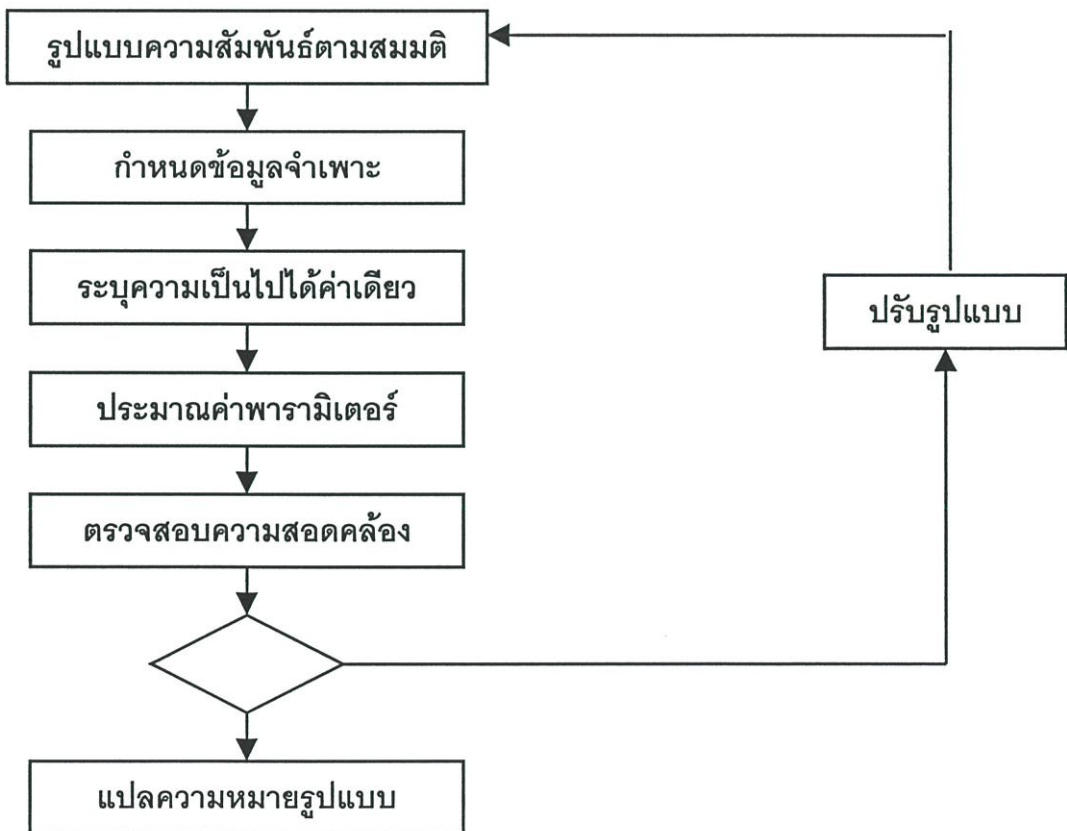 รูปแบบความสัมพันธ์ตามสมมติ
กำหนดข้อมูลจำเพาะ
ระบุความเป็นไปได้ค่าเดียว
ปรับรูปแบบ
ประมาณค่าพารามิเตอร์
ตรวจสอบความสอดคล้อง
แปลความหมายรูปแบบ